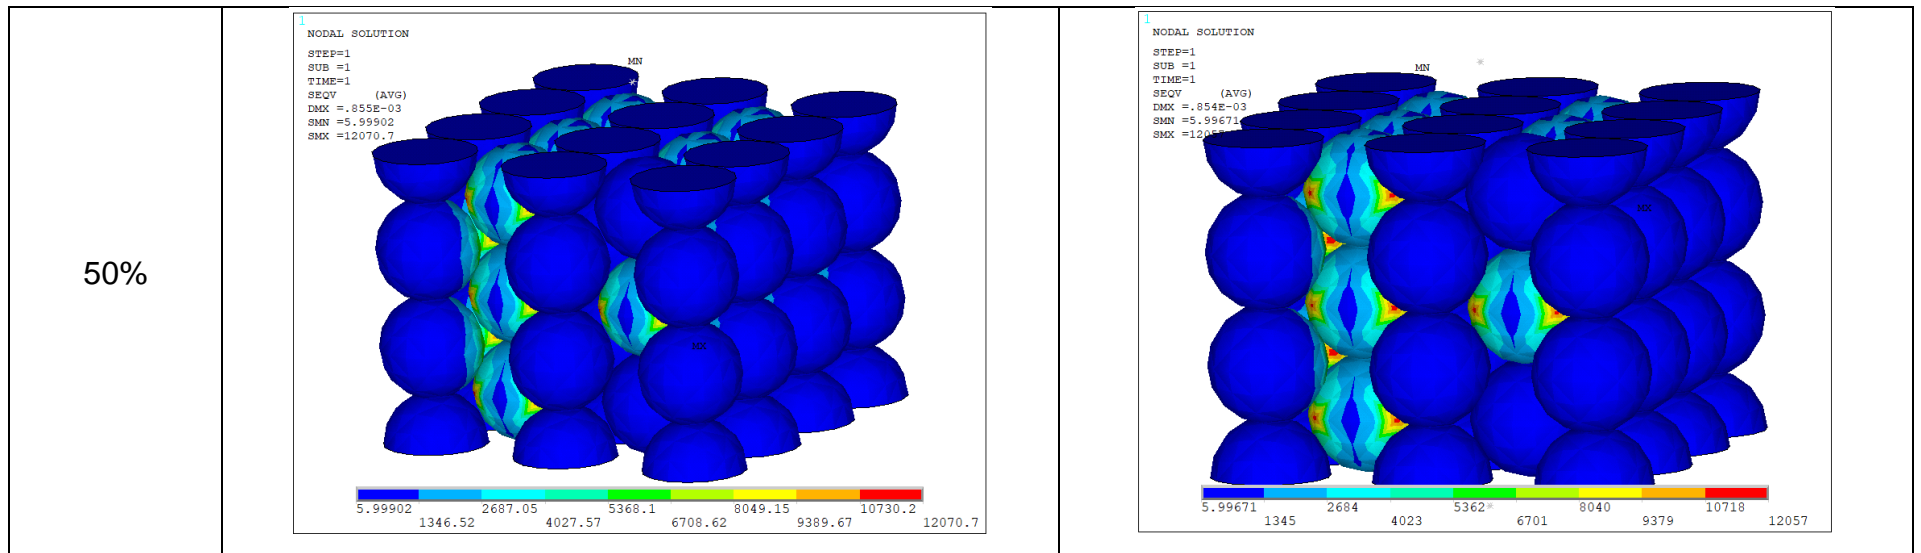 50%
1
NODAL SOLUTION
STEP=1
SUB =1
TIME=1
SEQV (AVG)
DMX =.855E-03
SMN =5.99902
SMX =12070.7
MN
MX
5.99902 2687.05 5368.1 8049.15 10730.2
1346.52 4027.57 6708.62 9389.67 12070.7
1
NODAL SOLUTION
STEP=1
SUB =1
TIME=1
SEQV (AVG)
DMX =.854E-03
SMN =5.99671
MN
MX
5.99671 2684 5362 8040 10718
1345 4023 6701 9379 12057